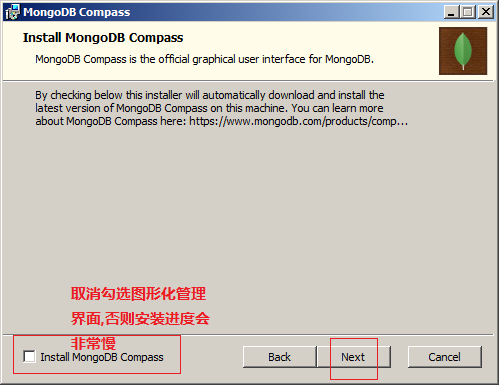 MongoDB Compass
Install MongoDB Compass
MongoDB Compass is the official graphical user interface for MongoDB.
By checking below this installer will automatically download and install the
latest version of MongoDB Compass on this machine. You can learn more
about MongoDB Compass here: https://www.mongodb.com/products/comp...
取消勾选图形化管理
界面,否则安装进度会
非常慢
Install MongoDB Compass
Back
Next
Cancel